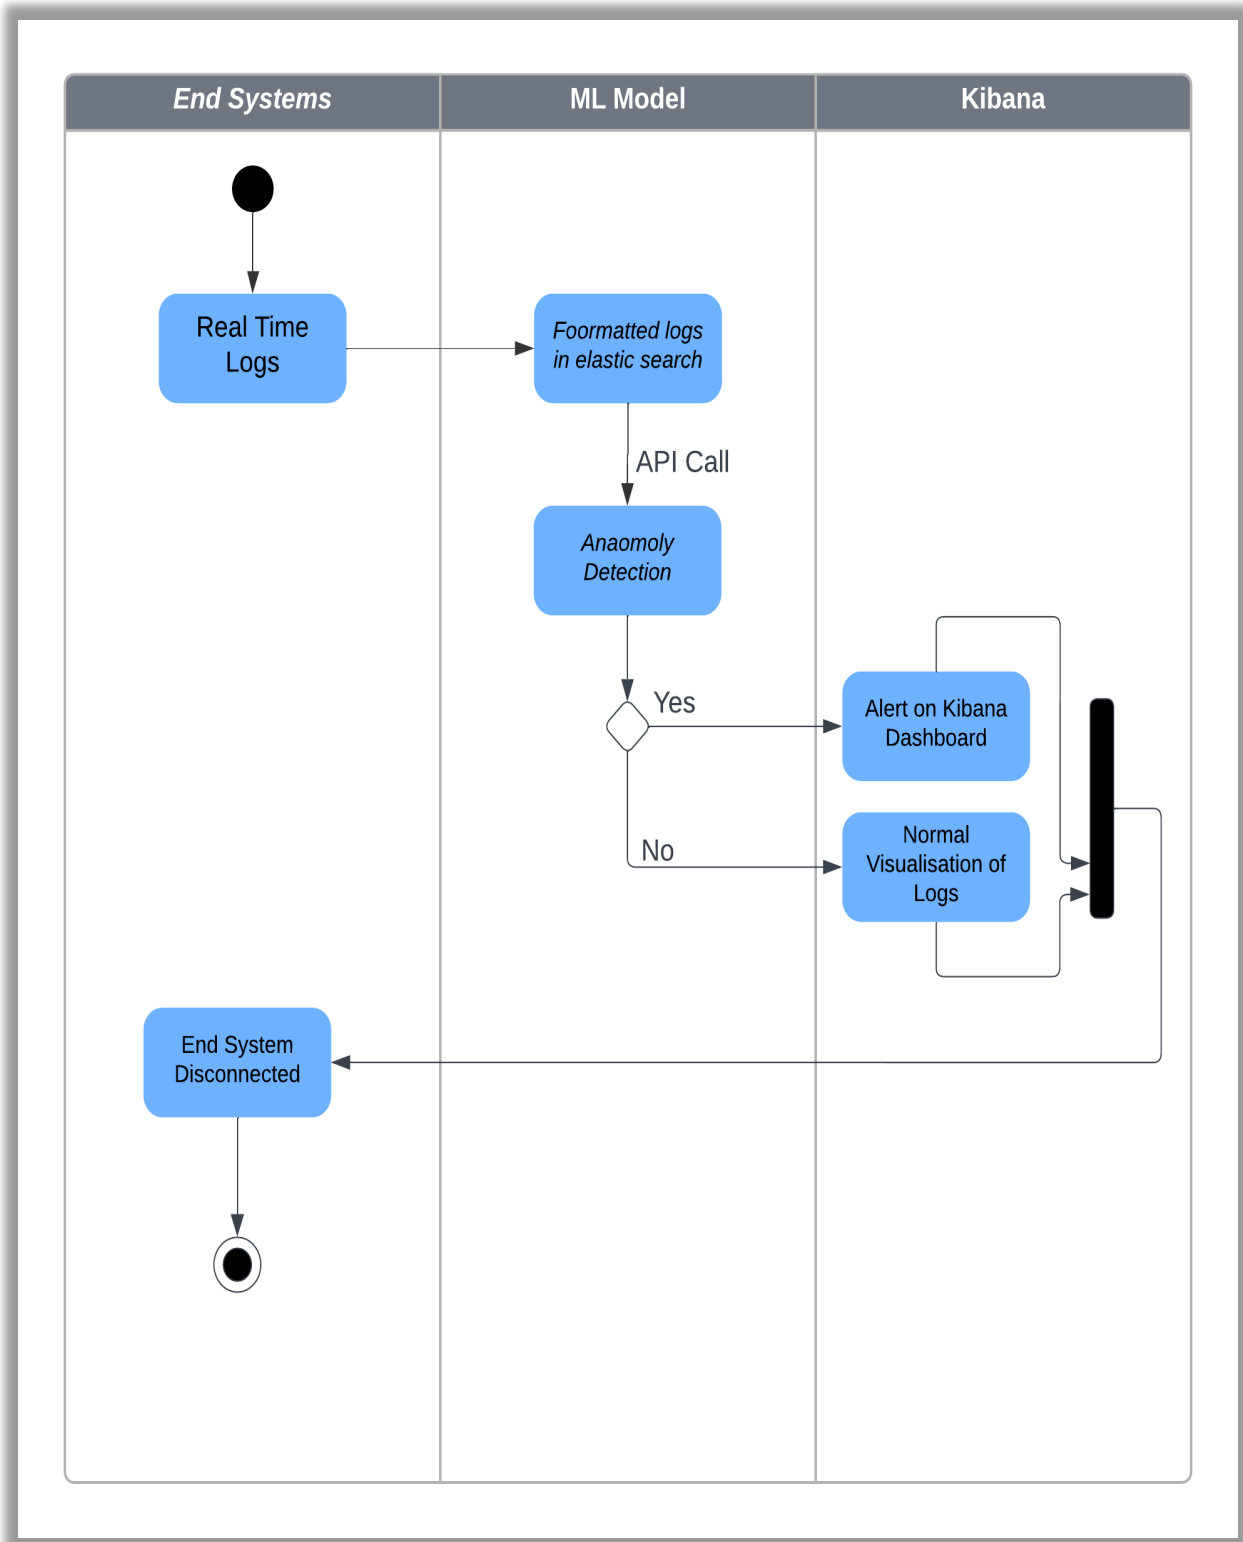 End Systems
ML Model
Kibana
Real Time
Logs
Foormatted logs
in elastic search
API Call
Anaomoly
Detection
Yes
Alert on Kibana
Dashboard
No
Normal
Visualisation of
Logs
End System
Disconnected